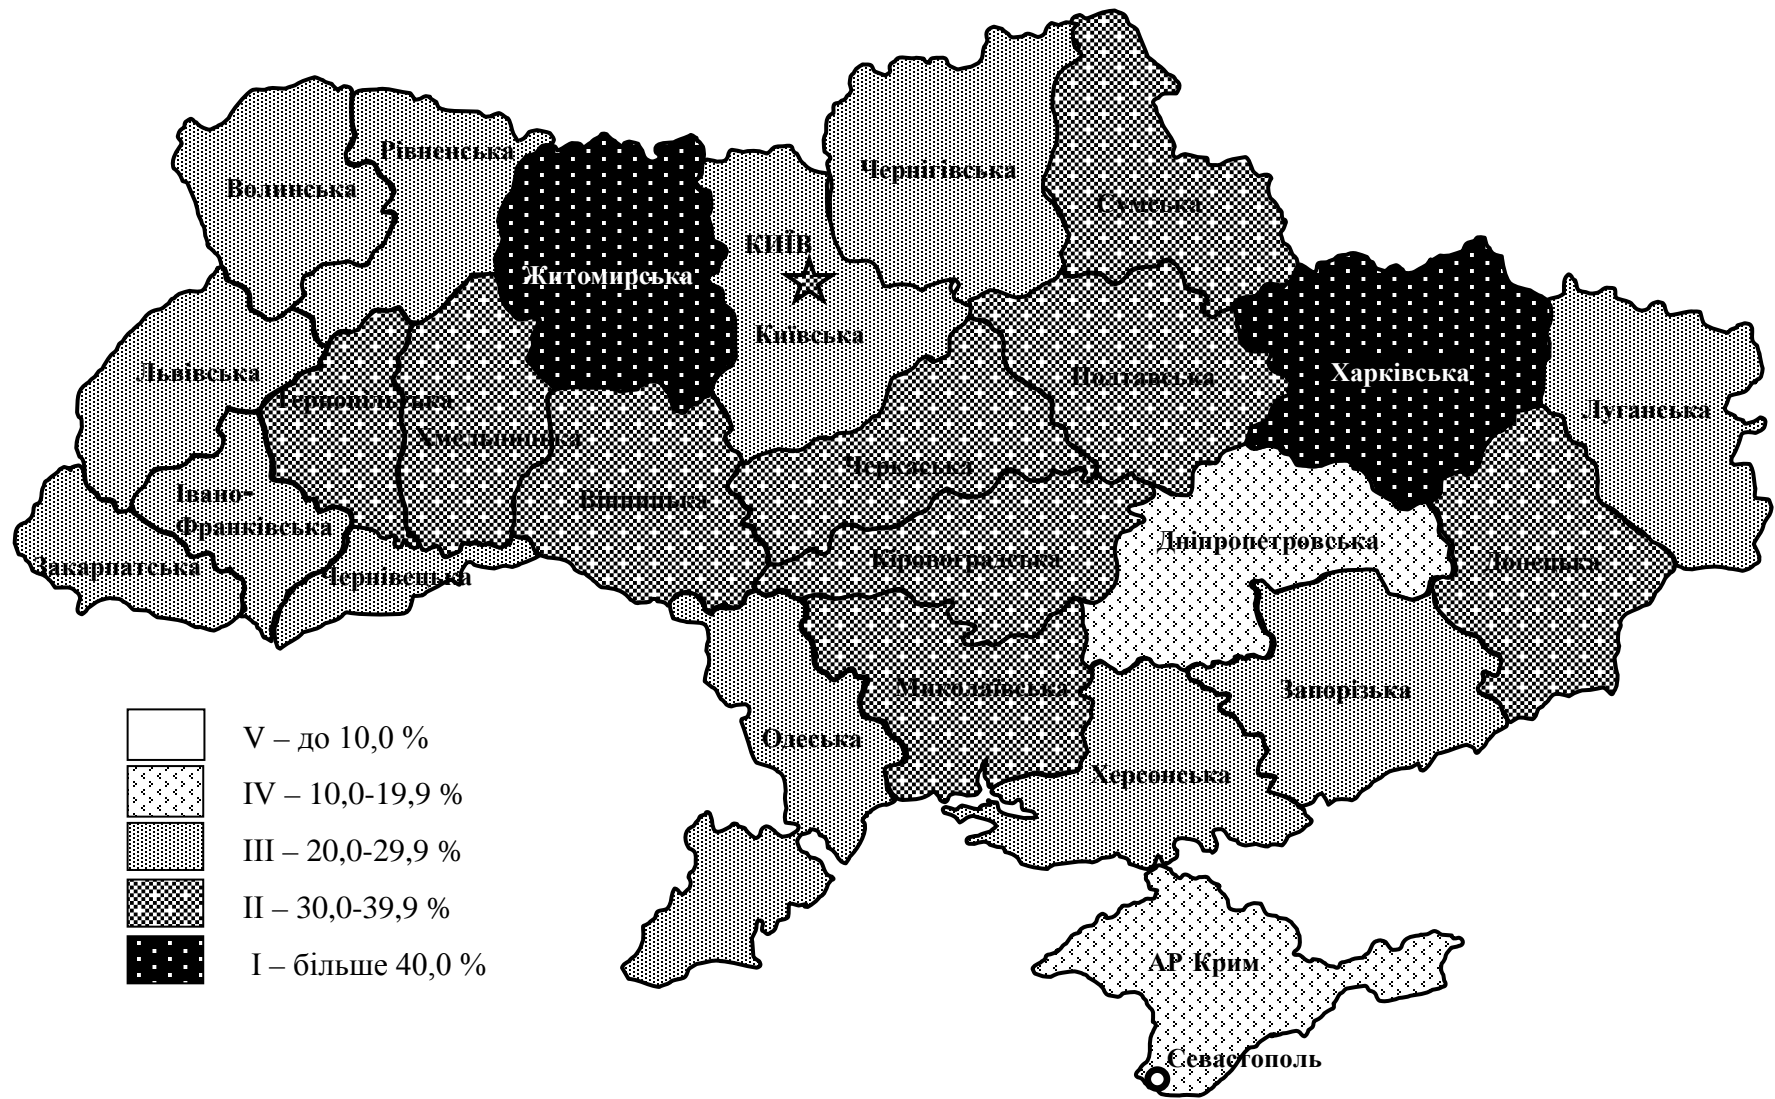 Рівненська
Волинська
Чернігівська
Сумська
КИЇВ
Житомирська
Київська
Львівська
Тернопільська
Хмельницька
Полтавська
Харківська
Луганська
Черкаська
Вінницька
Івано-
Франківська
Закарпатська
Чернівецька
Кіровоградська
Дніпропетровська
Донецька
Миколаївська
Запорізька
Одеська
Херсонська
АР Крим
Севастополь
V – до 10,0 %
IV – 10,0-19,9 %
III – 20,0-29,9 %
II – 30,0-39,9 %
I – більше 40,0 %